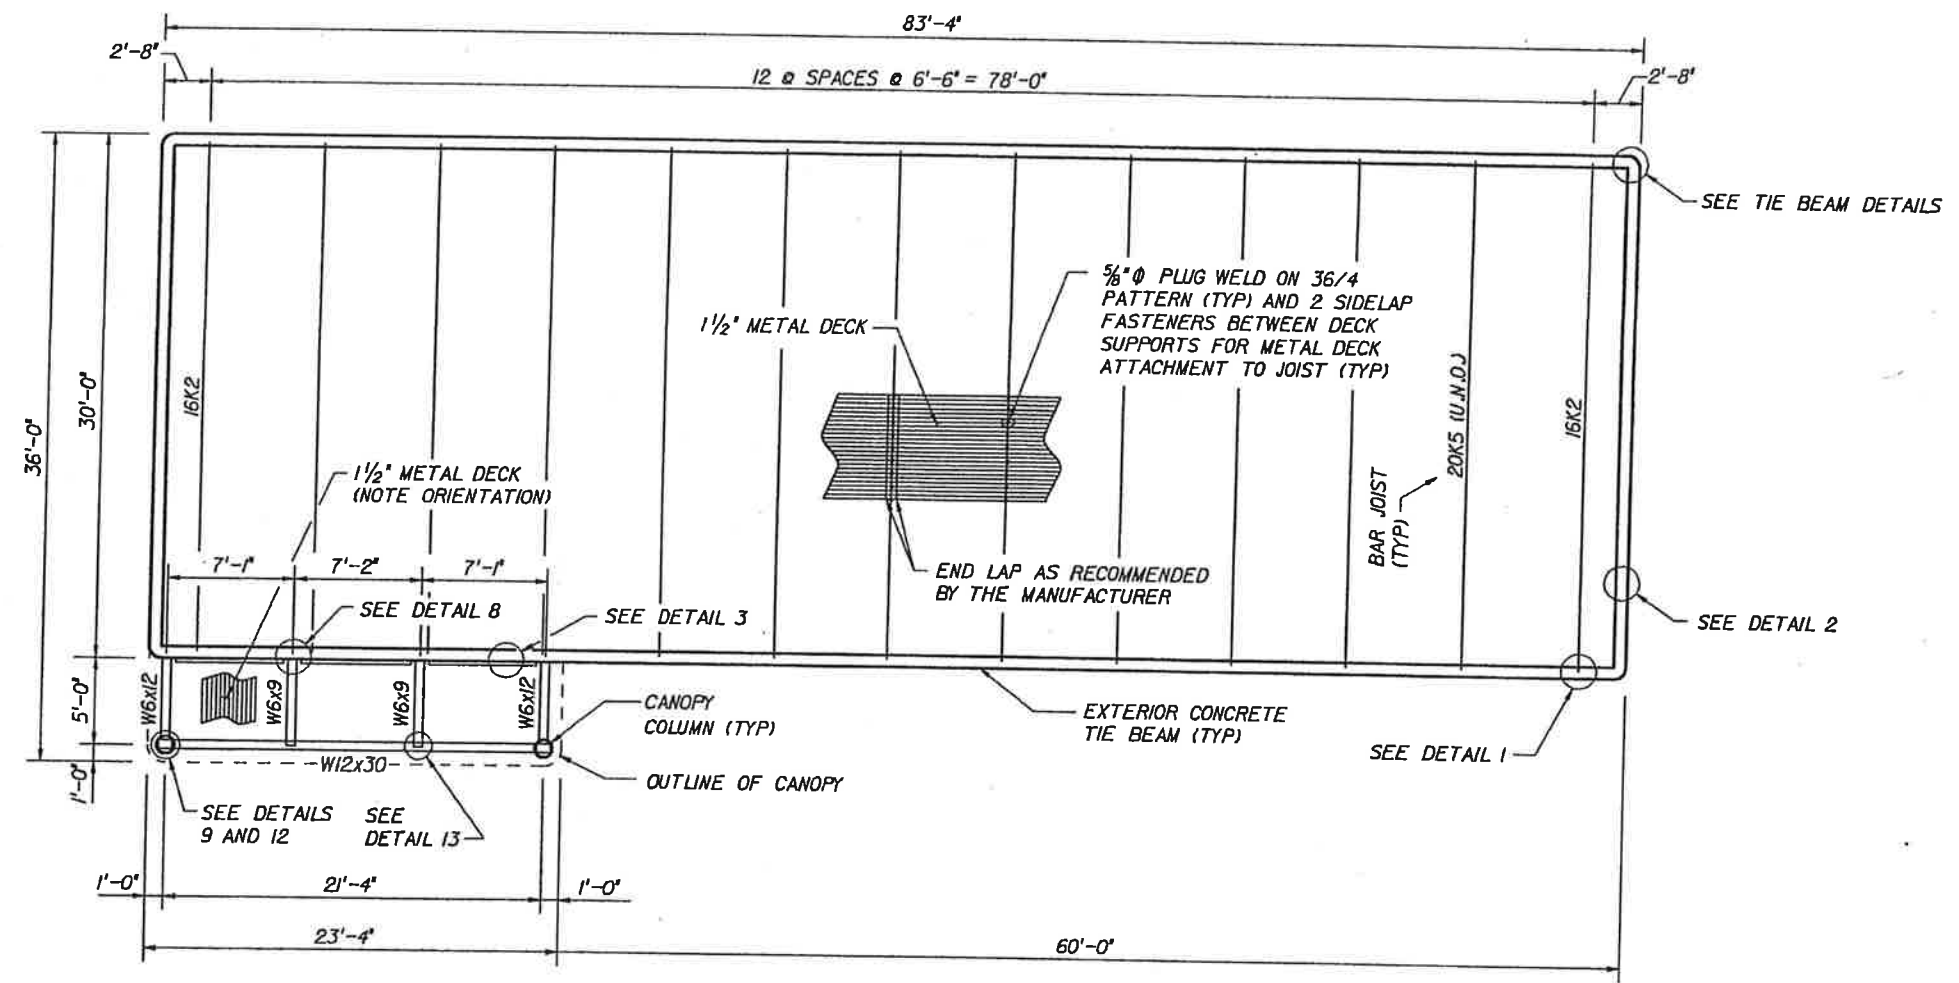 83'-4"
2'-8"
12 @ SPACES @ 6'-6" = 78'-0"
2'-8"
SEE TIE BEAM DETAILS
5/8"Φ PLUG WELD ON 36/4
PATTERN (TYP) AND 2 SIDELAP
FASTENERS BETWEEN DECK
SUPPORTS FOR METAL DECK
ATTACHMENT TO JOIST (TYP)
1 1/2" METAL DECK
16K2
30'-0"
36'-0"
20K5 (U.N.O.)
16K2
BAR JOIST
(TYP)
1 1/2" METAL DECK
(NOTE ORIENTATION)
7'-1"
7'-2"
7'-1"
END LAP AS RECOMMENDED
BY THE MANUFACTURER
SEE DETAIL 8
SEE DETAIL 3
SEE DETAIL 2
5'-0"
W6x12
W6x9
W6x9
W6x12
CANOPY
COLUMN (TYP)
EXTERIOR CONCRETE
TIE BEAM (TYP)
SEE DETAIL 1
1'-0"
W12x30
OUTLINE OF CANOPY
SEE DETAILS
9 AND 12
SEE
DETAIL 13
1'-0"
21'-4"
1'-0"
23'-4"
60'-0"